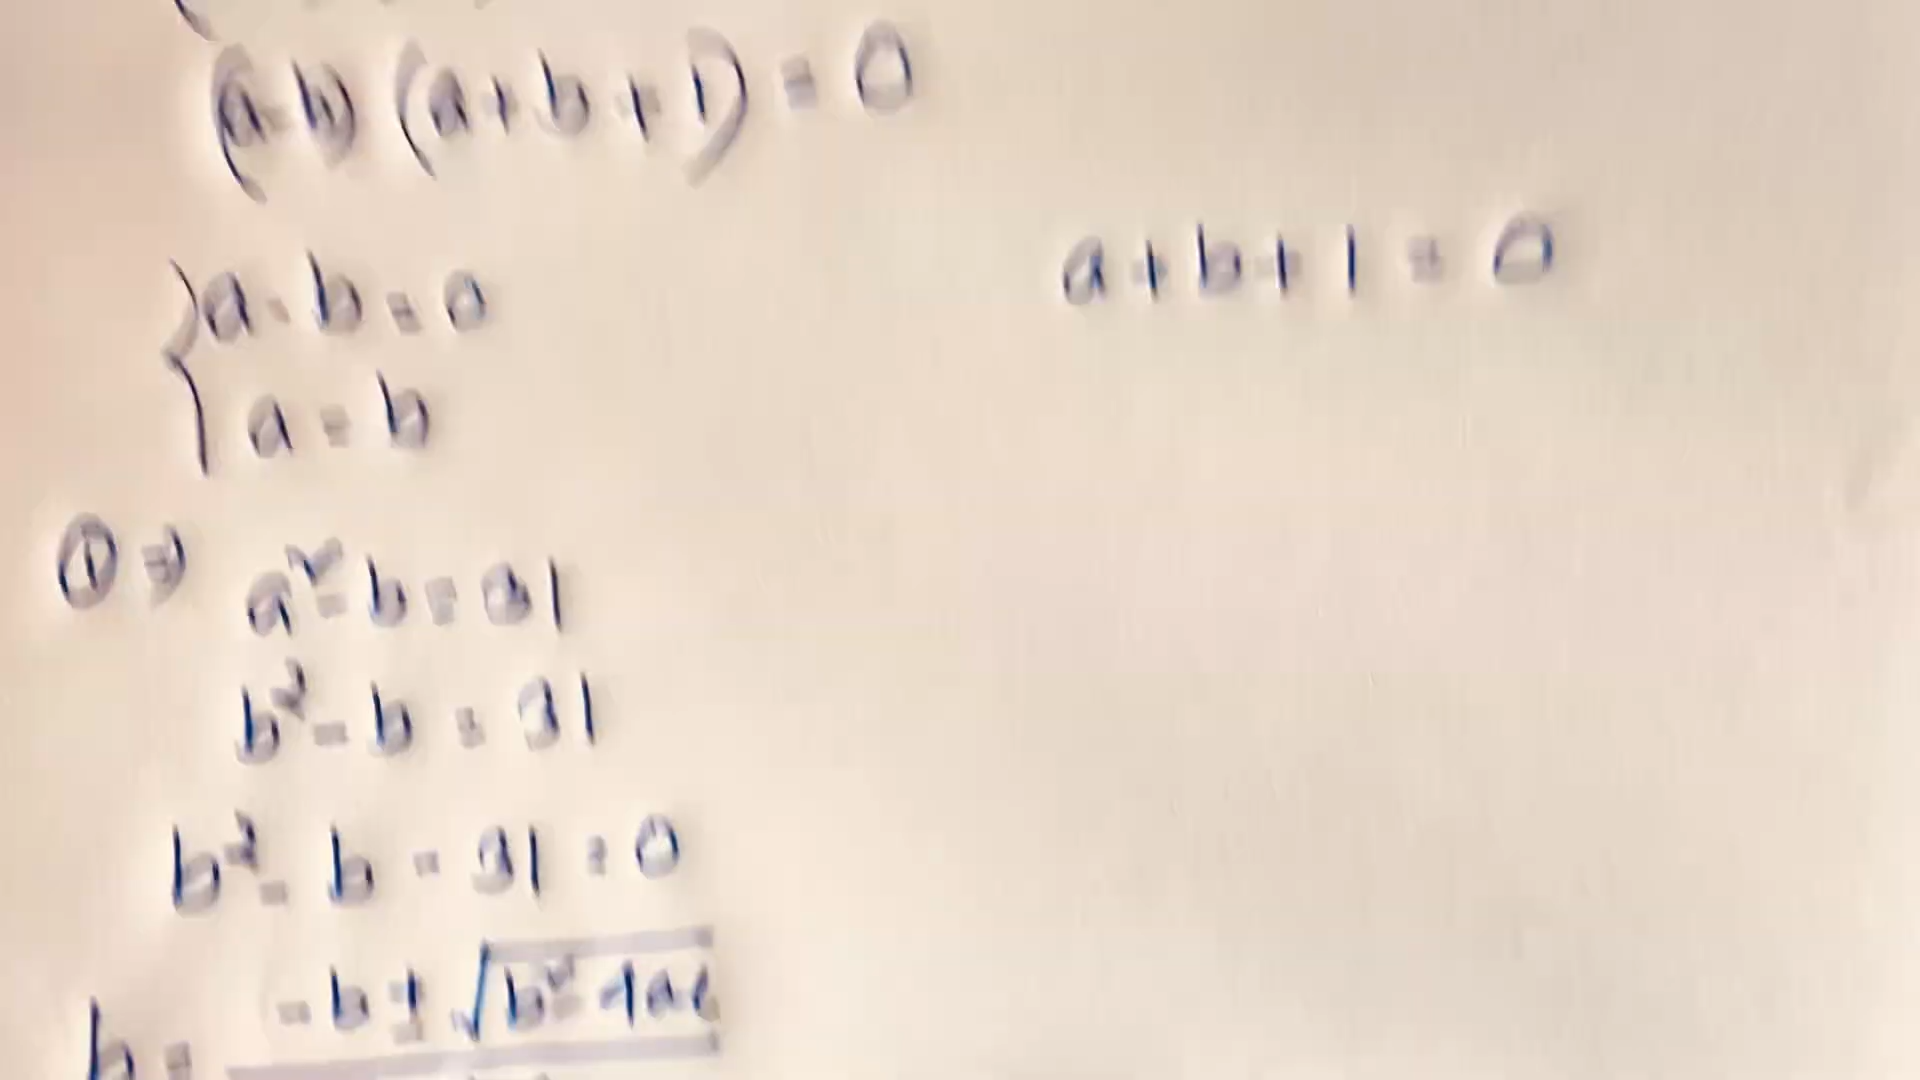 (a-b) (a+b+1) = 0
a-b=0
a+b+1 = 0
a = b
① ⇒ a²-b = 31
b²-b = 31
b²-b-31 = 0
b = -b ± √b²-4ac